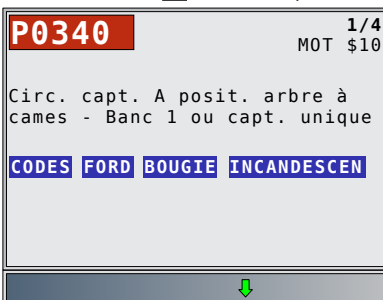 P0340
1/4
MOT $10
Circ. capt. A posit. arbre à
cames - Banc 1 ou capt. unique
CODES FORD BOUGIE INCANDESCEN